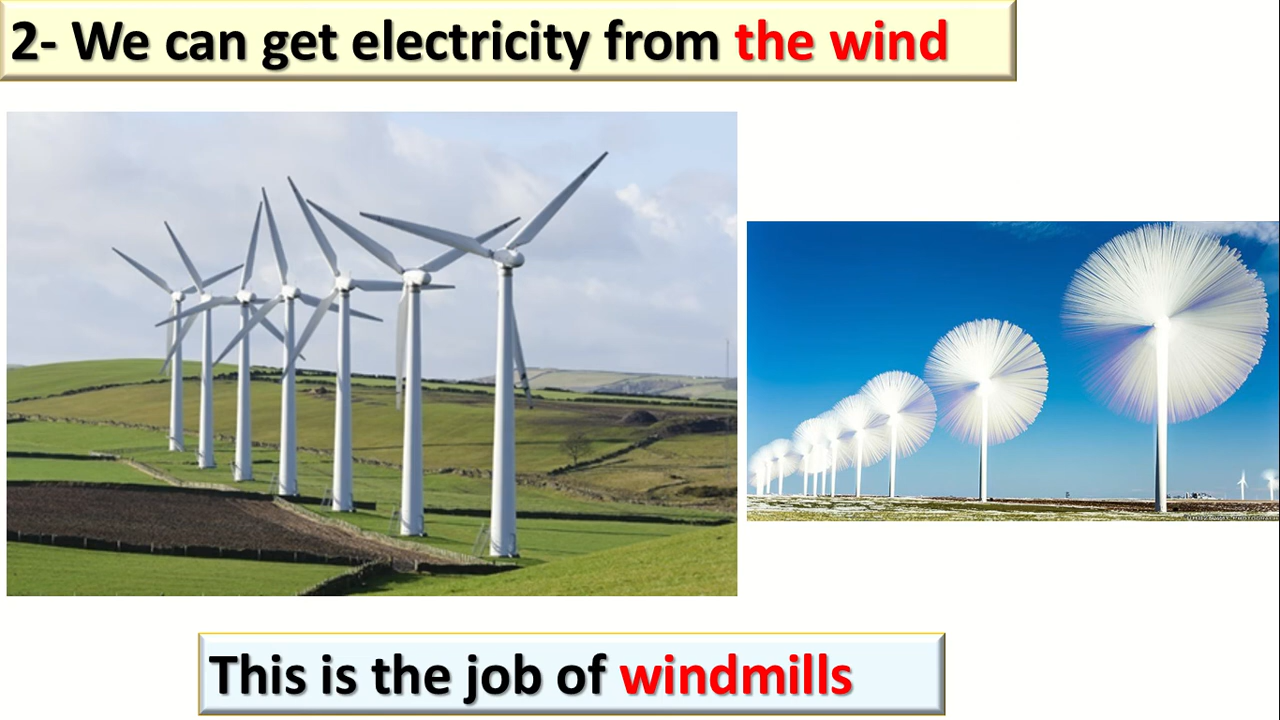 2- We can get electricity from the wind
This is the job of windmills